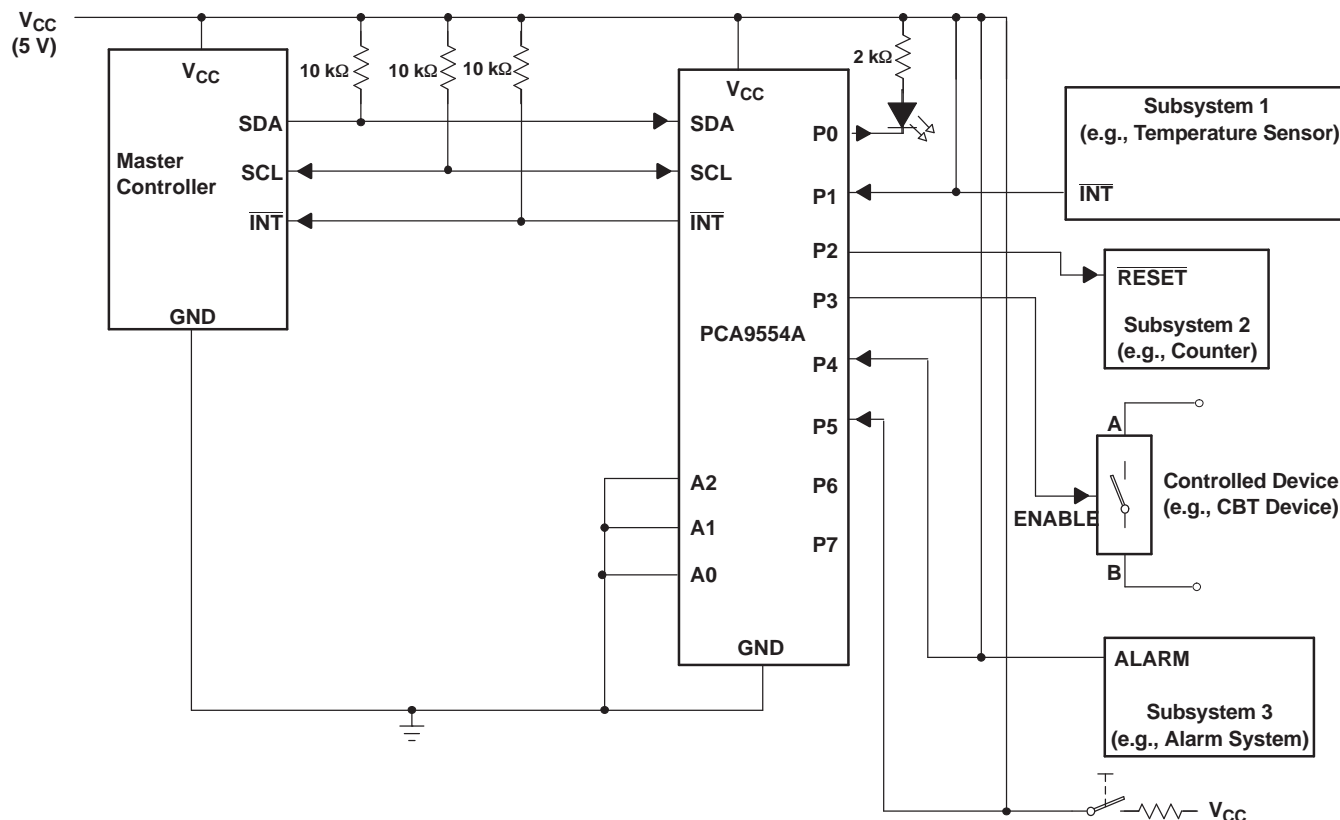 VCC
(5 V)
VCC
10 kΩ
10 kΩ
10 kΩ
SDA
Master
Controller
SCL
INT
GND
VCC
SDA
SCL
INT
PCA9554A
A2
A1
A0
GND
P0
P1
P2
P3
P4
P5
P6
P7
2 kΩ
Subsystem 1
(e.g., Temperature Sensor)
INT
RESET
Subsystem 2
(e.g., Counter)
A
Controlled Device
(e.g., CBT Device)
ENABLE
B
ALARM
Subsystem 3
(e.g., Alarm System)
VCC